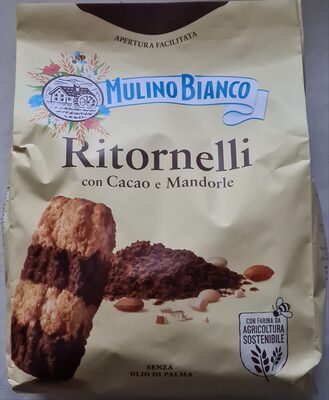 APERTURA FACILITATA
MULINO BIANCO
Ritornelli
con Cacao e Mandorle
CON FARINA DA
AGRICOLTURA
SOSTENIBILE
SENZA
OLIO DI PALMA